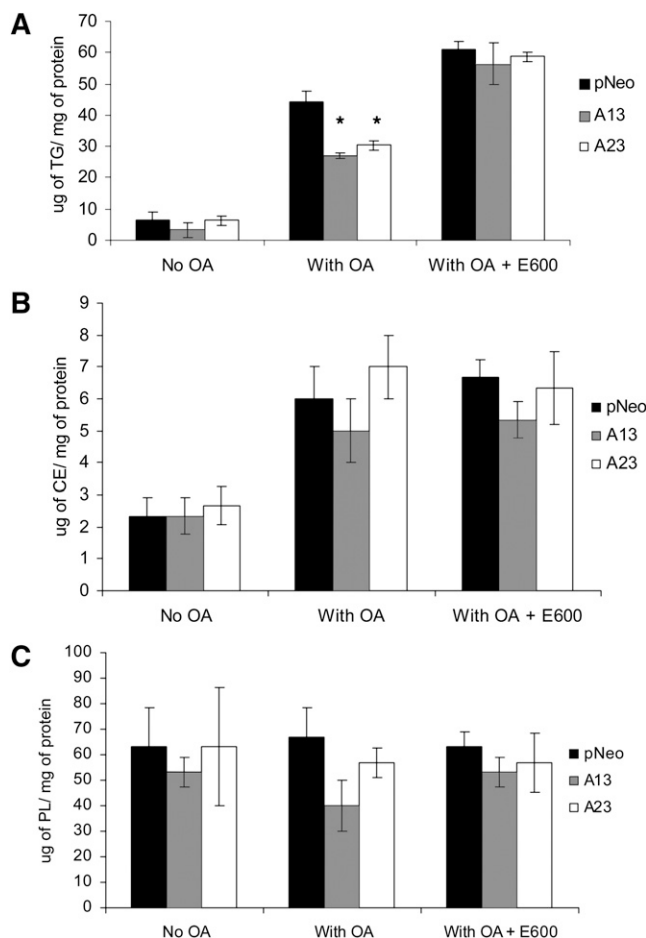 A
ug of TG/ mg of protein
70
60
50
40
30
20
10
0
* *
No OA With OA With OA + E600
pNeo
A13
A23
B
ug of CE/ mg of protein
9
8
7
6
5
4
3
2
1
0
No OA With OA With OA + E600
pNeo
A13
A23
C
ug of PL/ mg of protein
100
90
80
70
60
50
40
30
20
10
0
No OA With OA With OA + E600
pNeo
A13
A23